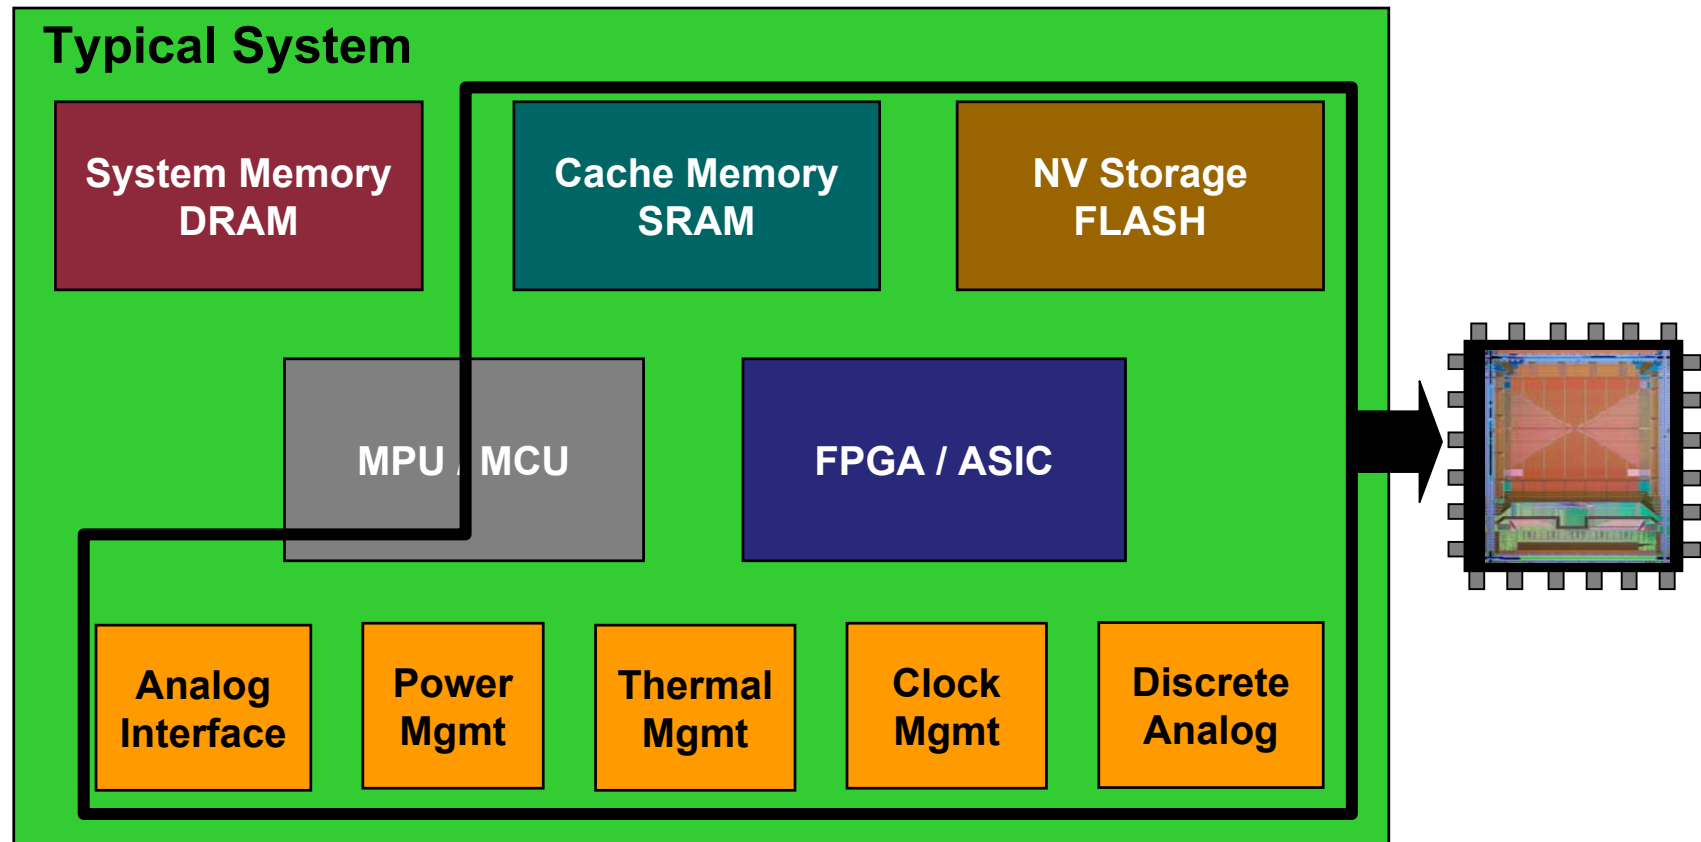 Typical System
System Memory
DRAM
Cache Memory
SRAM
NV Storage
FLASH
MPU / MCU
FPGA / ASIC
Analog
Interface
Power
Mgmt
Thermal
Mgmt
Clock
Mgmt
Discrete
Analog